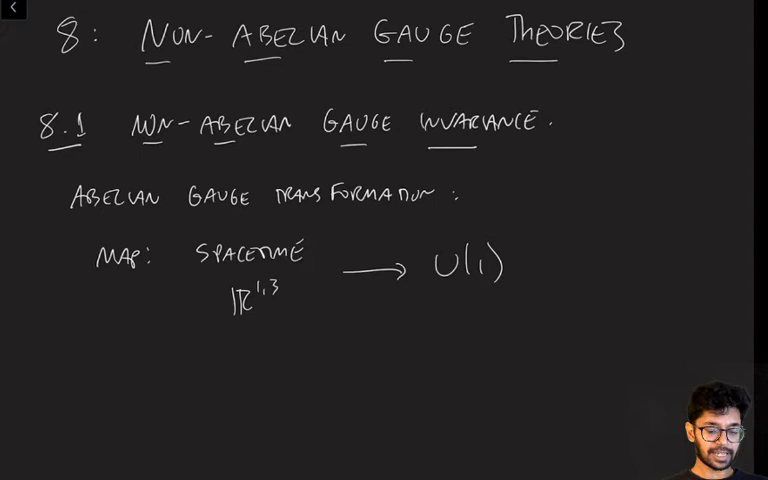 8: NON-ABELIAN GAUGE THEORIES
8.1 NON-ABELIAN GAUGE INVARIANCE.
ABELIAN GAUGE TRANSFORMATION:
MAP: SPACETIME → U(1)
ℝ^1,3